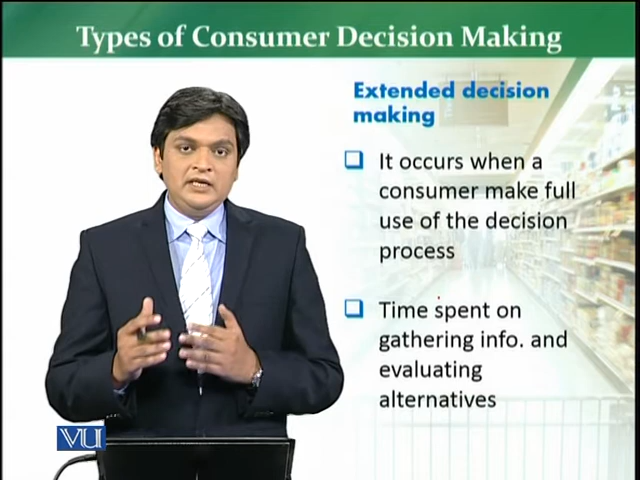 Types of Consumer Decision Making
Extended decision
making
It occurs when a
consumer make full
use of the decision
process
Time spent on
gathering info. and
evaluating
alternatives
VU